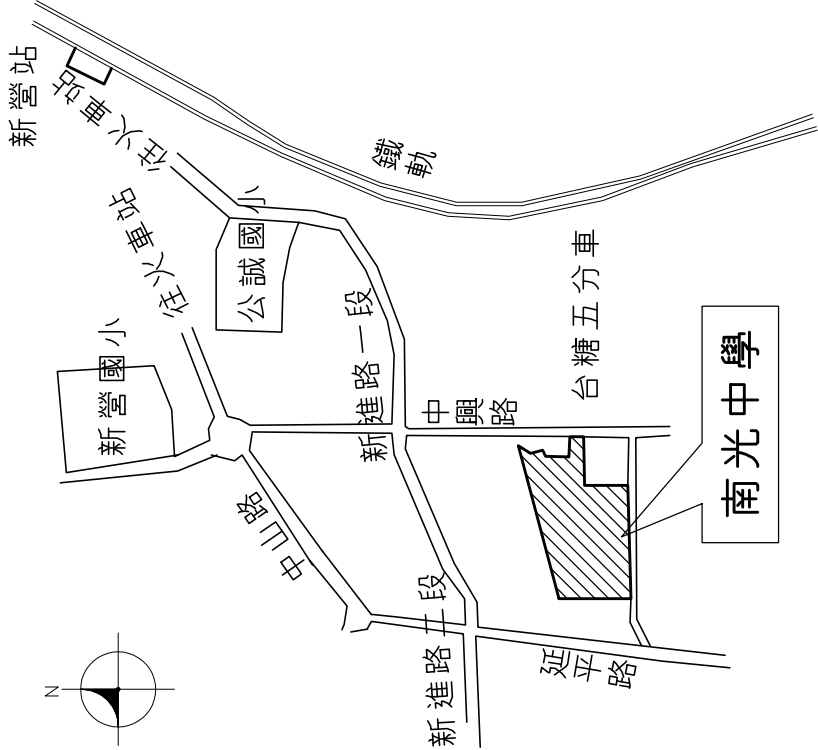 新營站
往火車站
往火車站
鐵軌
公誠國小
新營國小
新進路一段
台糖五分車
中興路
南光中學
中山路
新進路二段
延平路
N